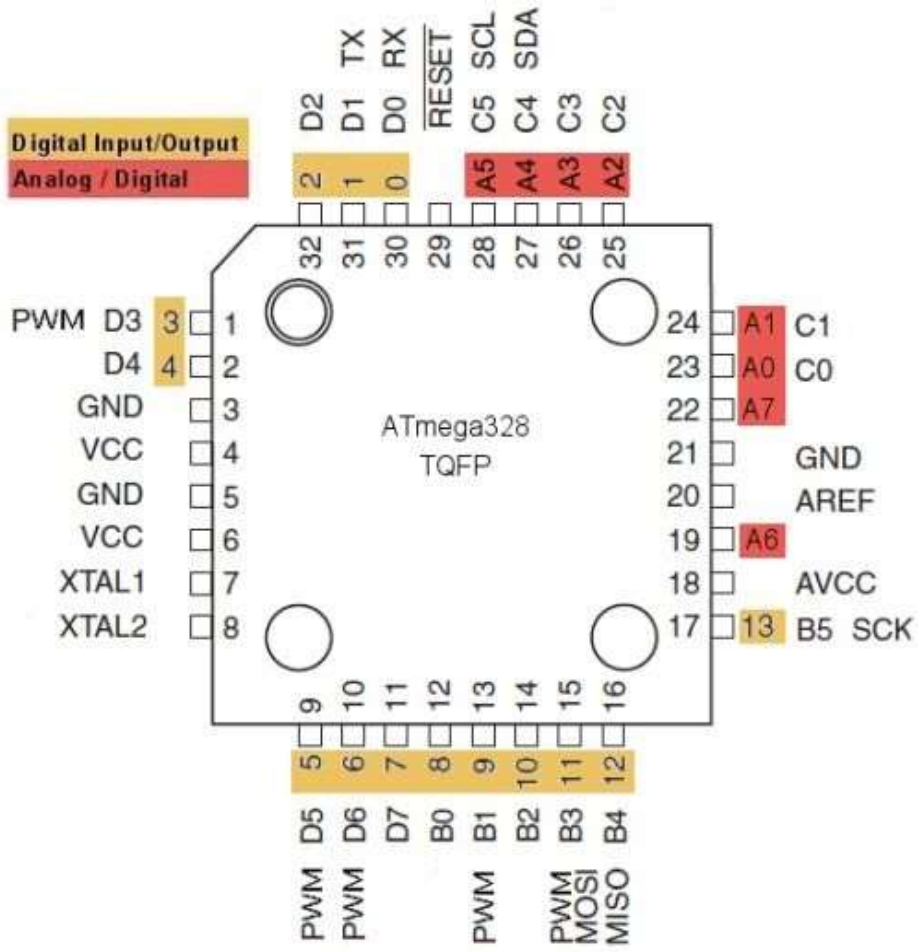 TX RX RESET SCL SDA
D2 D1 D0 C5 C4 C3 C2
Digital Input/Output
Analog / Digital
2 1 0 A5 A4 A3 A2
32 31 30 29 28 27 26 25
PWM D3 3 1
D4 4 2
GND 3
VCC 4
GND 5
VCC 6
XTAL1 7
XTAL2 8
ATmega328
TQFP
24 A1 C1
23 A0 C0
22 A7
21 GND
20 AREF
19 A6
18 AVCC
17 13 B5 SCK
9 10 11 12 13 14 15 16
5 6 7 8 9 10 11 12
D5 D6 D7 B0 B1 B2 B3 B4
PWM PWM PWM PWM MOSI MISO